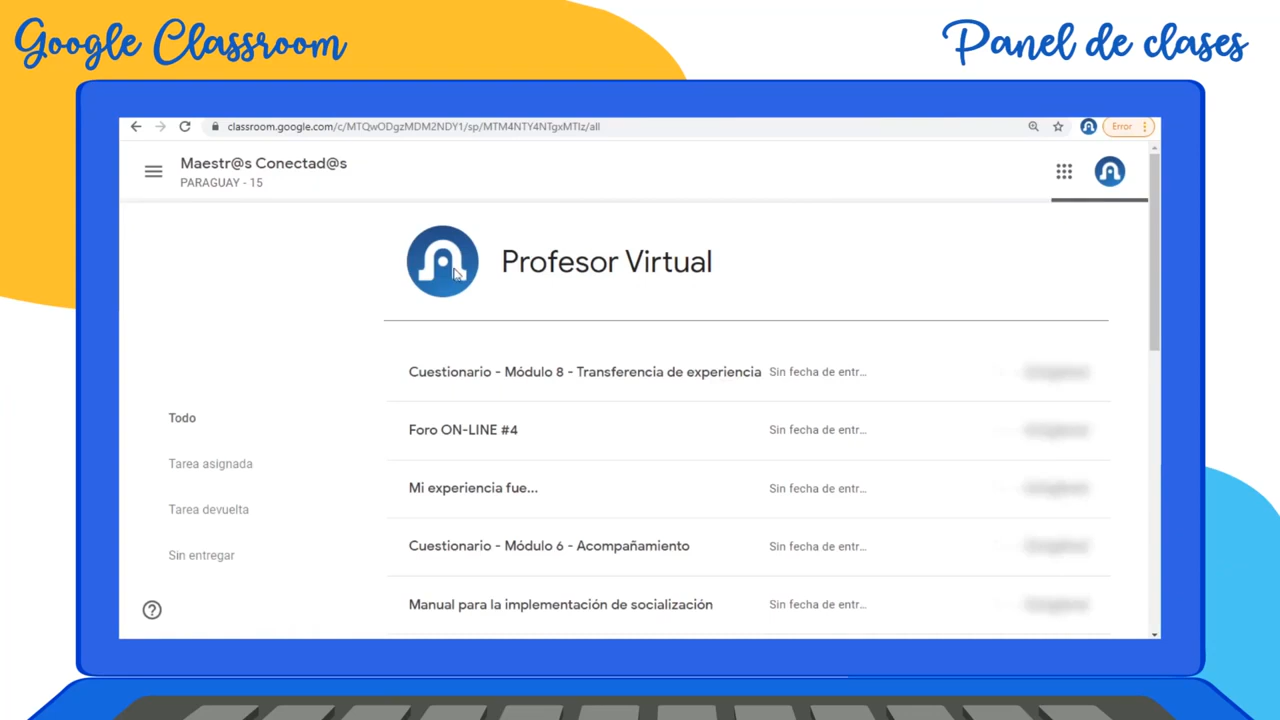 Google Classroom
Panel de clases
classroom.google.com/c/MTQwODgzMDM2NDY1/sp/MTM4NTY4NTgxMTIz/all
Error
Maestr@s Conectad@s
PARAGUAY - 15
Profesor Virtual
Cuestionario - Módulo 8 - Transferencia de experiencia Sin fecha de entr...
Todo
Foro ON-LINE #4 Sin fecha de entr...
Tarea asignada
Mi experiencia fue... Sin fecha de entr...
Tarea devuelta
Cuestionario - Módulo 6 - Acompañamiento Sin fecha de entr...
Sin entregar
Manual para la implementación de socialización Sin fecha de entr...